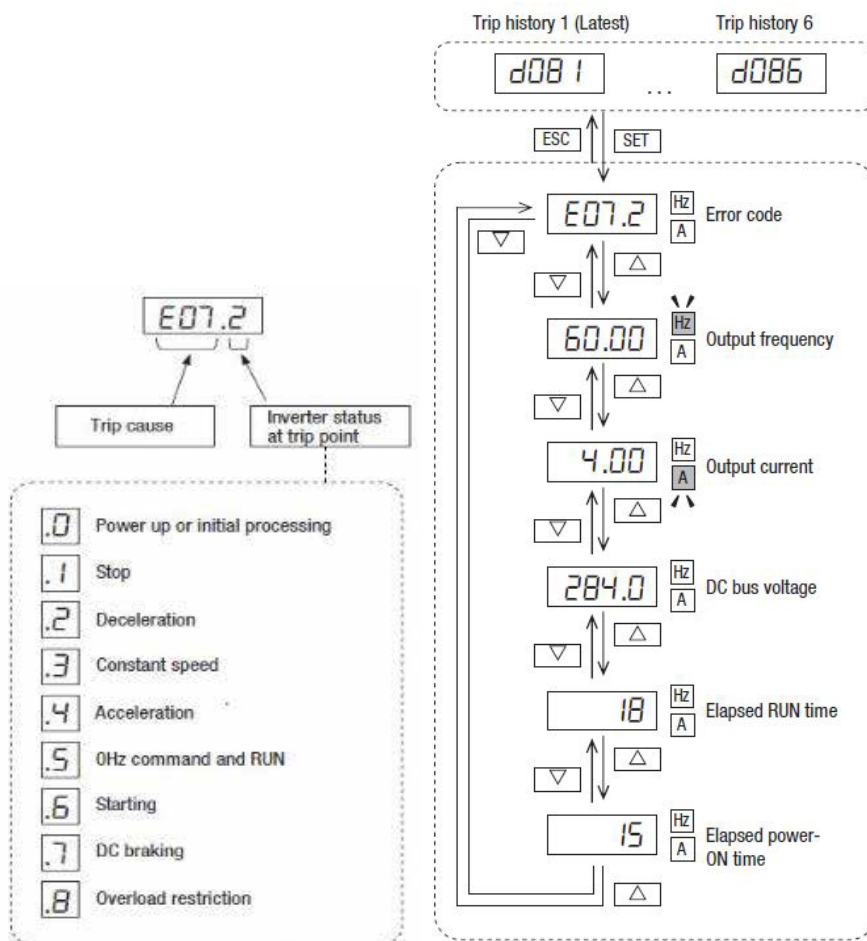 Trip history 1 (Latest)
Trip history 6
d081
...
d086
ESC
SET
E07.2
Hz
A
Error code
▽
▽
△
60.00
Hz
A
Output frequency
▽
△
4.00
Hz
A
Output current
▽
△
284.0
Hz
A
DC bus voltage
▽
△
18
Hz
A
Elapsed RUN time
▽
△
15
Hz
A
Elapsed power-
ON time
△
E07.2
Trip cause
Inverter status
at trip point
.0 Power up or initial processing
.1 Stop
.2 Deceleration
.3 Constant speed
.4 Acceleration
.5 0Hz command and RUN
.6 Starting
.7 DC braking
.8 Overload restriction